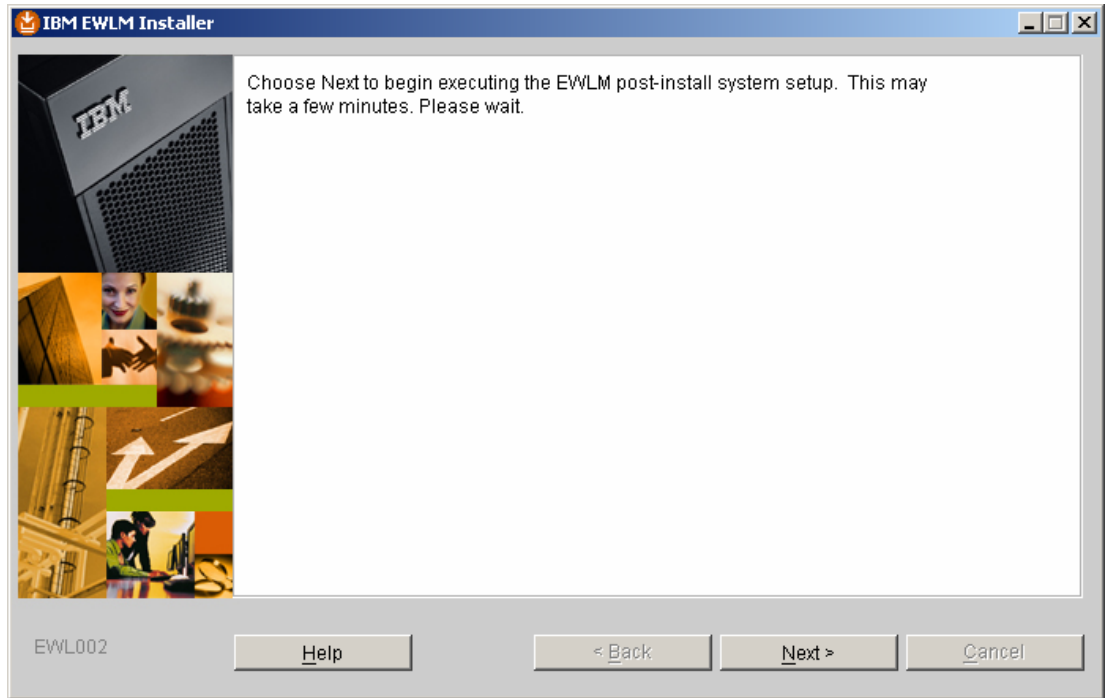 IBM EWLM Installer
IBM
Choose Next to begin executing the EWLM post-install system setup. This may
take a few minutes. Please wait.
EWL002
Help
< Back
Next >
Cancel